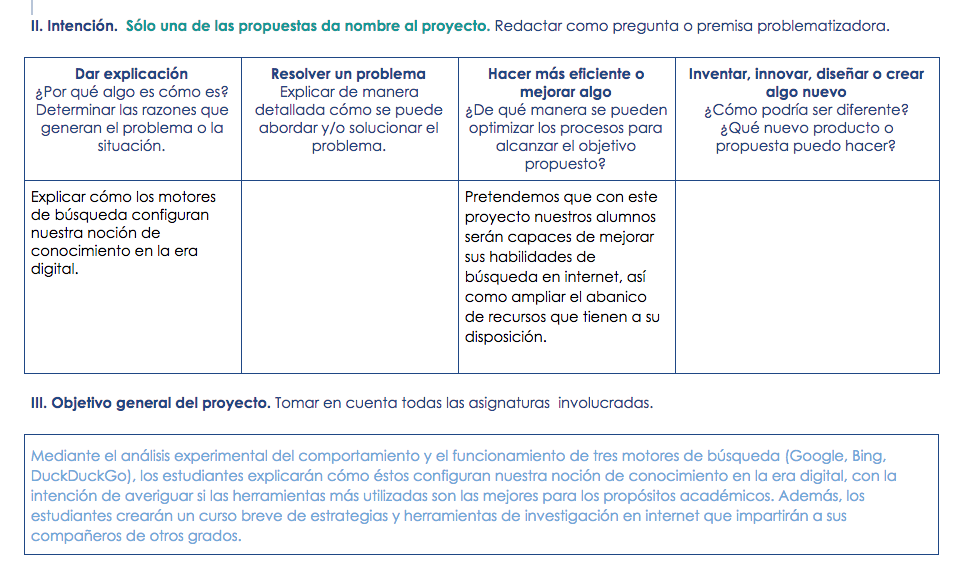 II. Intención. Sólo una de las propuestas da nombre al proyecto. Redactar como pregunta o premisa problematizadora.
Dar explicación
¿Por qué algo es cómo es?
Determinar las razones que
generan el problema o la
situación.
Resolver un problema
Explicar de manera
detallada cómo se puede
abordar y/o solucionar el
problema.
Hacer más eficiente o
mejorar algo
¿De qué manera se pueden
optimizar los procesos para
alcanzar el objetivo
propuesto?
Inventar, innovar, diseñar o crear
algo nuevo
¿Cómo podría ser diferente?
¿Qué nuevo producto o
propuesta puedo hacer?
Explicar cómo los motores
de búsqueda configuran
nuestra noción de
conocimiento en la era
digital.
Pretendemos que con este
proyecto nuestros alumnos
serán capaces de mejorar
sus habilidades de
búsqueda en internet, así
como ampliar el abanico
de recursos que tienen a su
disposición.
III. Objetivo general del proyecto. Tomar en cuenta todas las asignaturas involucradas.
Mediante el análisis experimental del comportamiento y el funcionamiento de tres motores de búsqueda (Google, Bing,
DuckDuckGo), los estudiantes explicarán cómo éstos configuran nuestra noción de conocimiento en la era digital, con la
intención de averiguar si las herramientas más utilizadas son las mejores para los propósitos académicos. Además, los
estudiantes crearán un curso breve de estrategias y herramientas de investigación en internet que impartirán a sus
compañeros de otros grados.